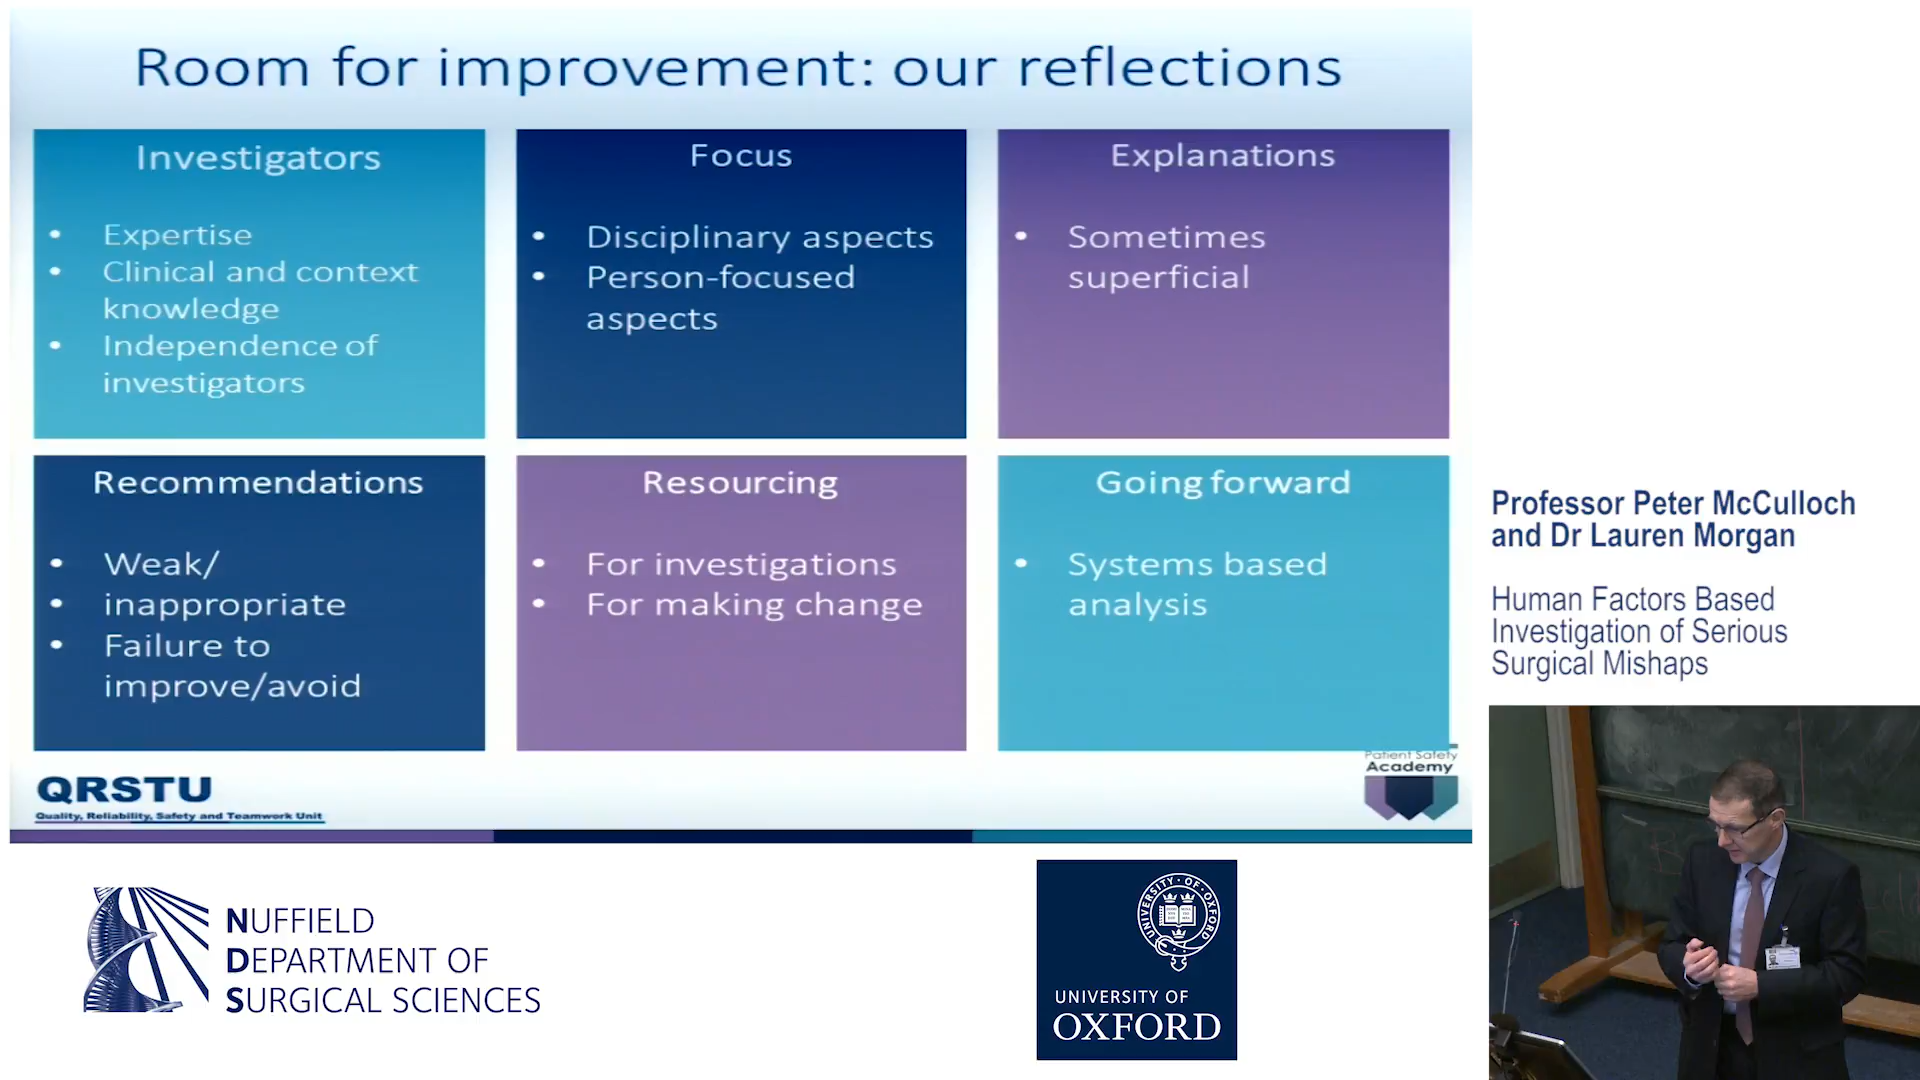 Room for improvement: our reflections
Investigators
• Expertise
• Clinical and context
knowledge
• Independence of
investigators
Focus
• Disciplinary aspects
• Person-focused
aspects
Explanations
• Sometimes
superficial
Recommendations
• Weak/
• inappropriate
• Failure to
improve/avoid
Resourcing
• For investigations
• For making change
Going forward
• Systems based
analysis
QRSTU
Quality, Reliability, Safety and Teamwork Unit
Patient Safety
Academy
Professor Peter McCulloch
and Dr Lauren Morgan
Human Factors Based
Investigation of Serious
Surgical Mishaps
NUFFIELD
DEPARTMENT OF
SURGICAL SCIENCES
UNIVERSITY · OF · OXFORD
UNIVERSITY OF
OXFORD